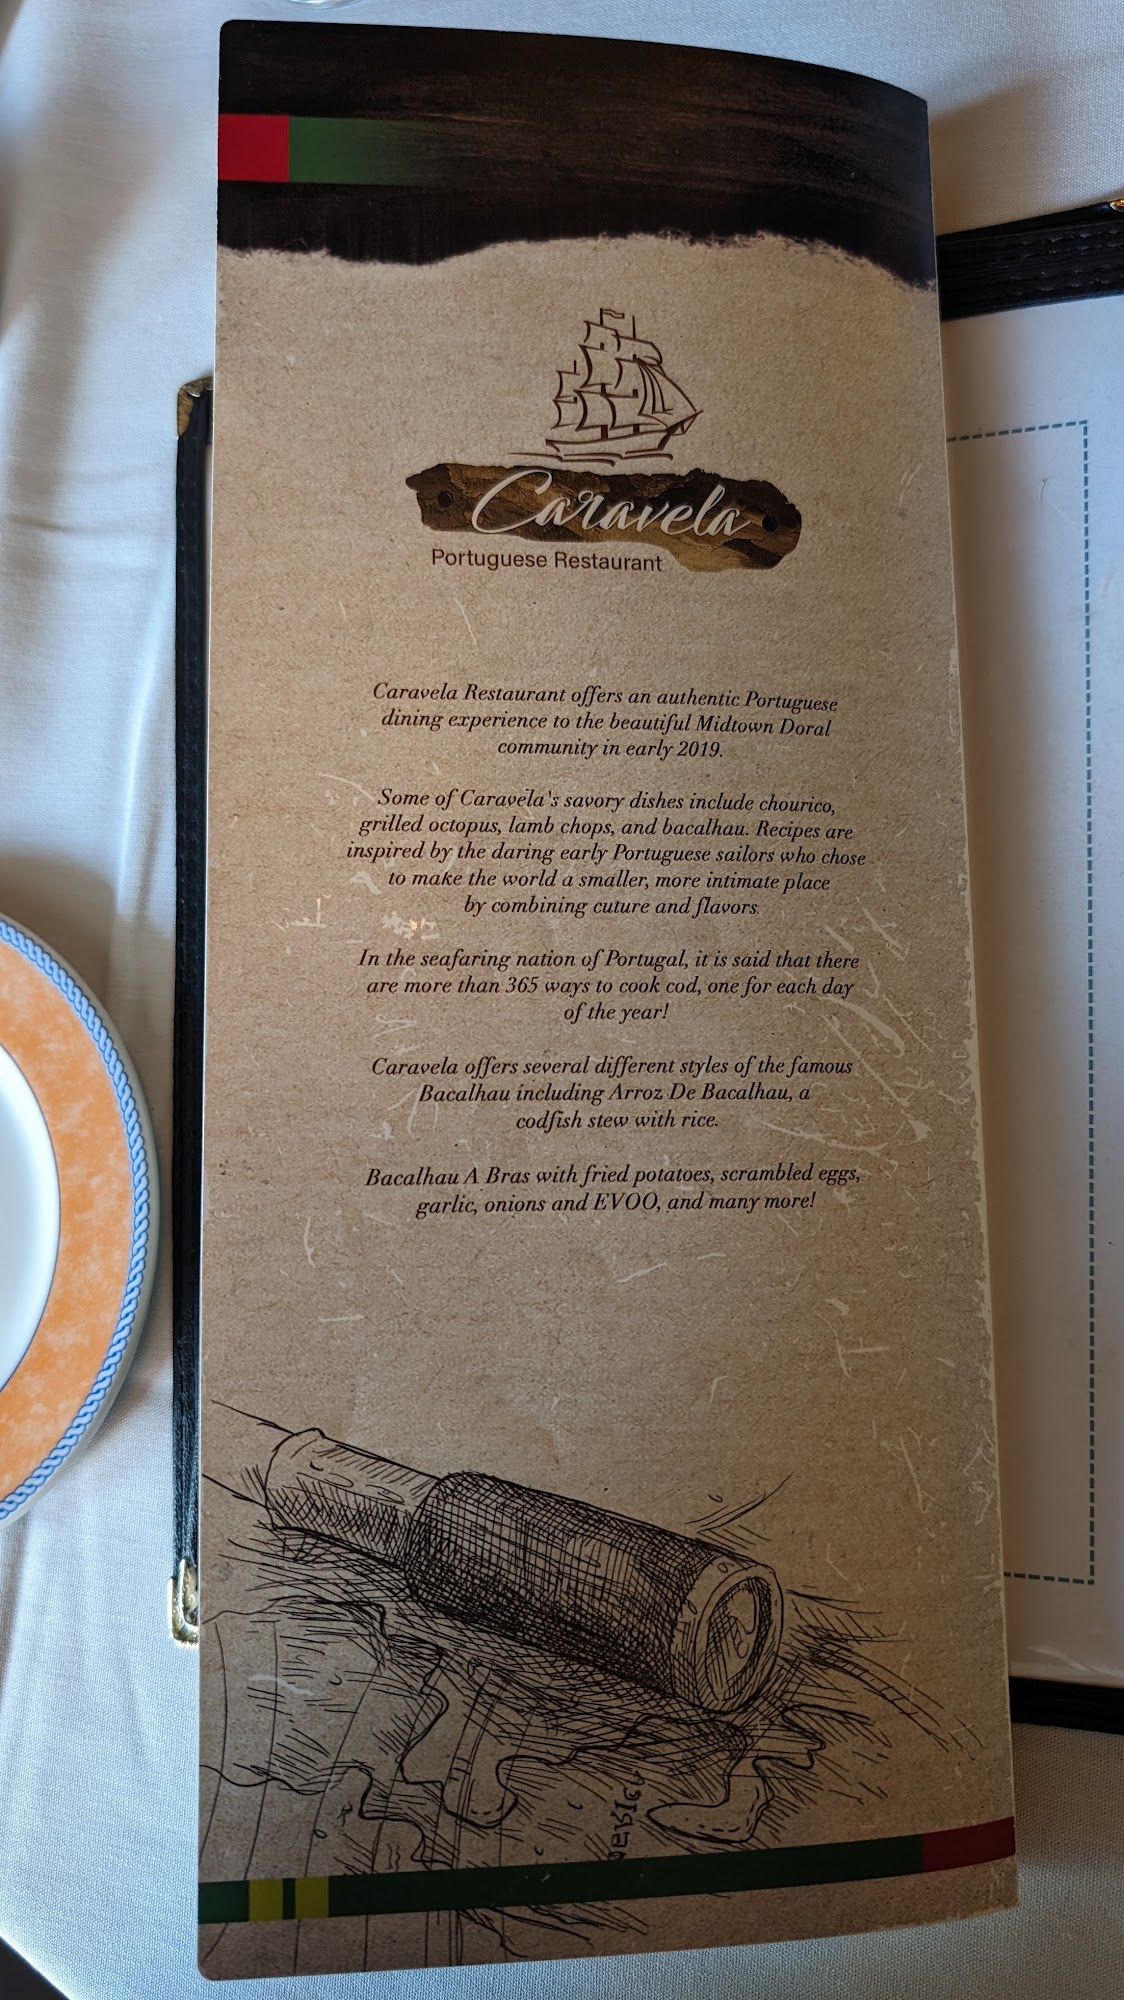 Caravela
Portuguese Restaurant
Caravela Restaurant offers an authentic Portuguese
dining experience to the beautiful Midtown Doral
community in early 2019.
Some of Caravela's savory dishes include chourico,
grilled octopus, lamb chops, and bacalhau. Recipes are
inspired by the daring early Portuguese sailors who chose
to make the world a smaller, more intimate place
by combining cuture and flavors.
In the seafaring nation of Portugal, it is said that there
are more than 365 ways to cook cod, one for each day
of the year!
Caravela offers several different styles of the famous
Bacalhau including Arroz De Bacalhau, a
codfish stew with rice.
Bacalhau A Bras with fried potatoes, scrambled eggs,
garlic, onions and EVOO, and many more!